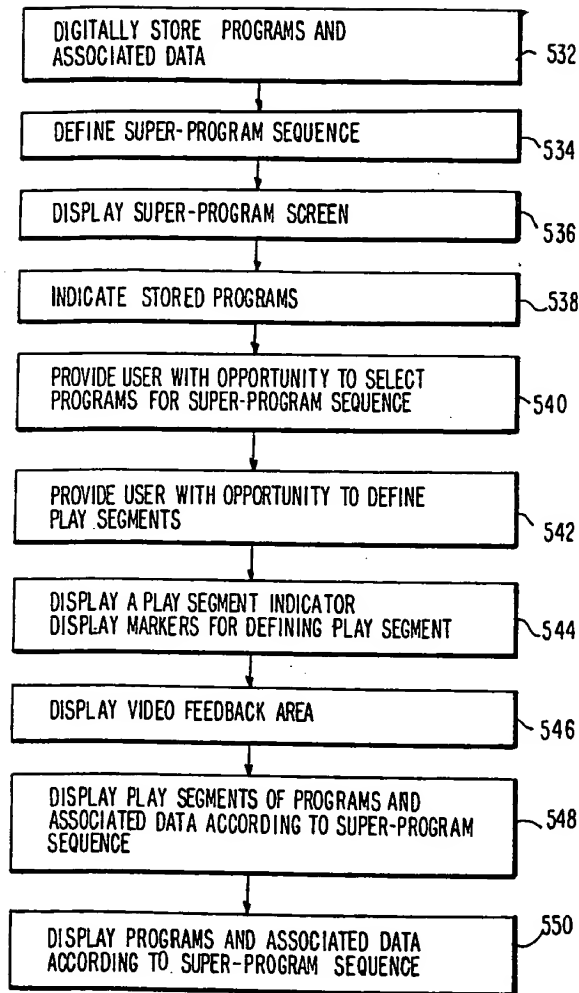 DIGITALLY STORE PROGRAMS AND
ASSOCIATED DATA
532
DEFINE SUPER-PROGRAM SEQUENCE
534
DISPLAY SUPER-PROGRAM SCREEN
536
INDICATE STORED PROGRAMS
538
PROVIDE USER WITH OPPORTUNITY TO SELECT
PROGRAMS FOR SUPER-PROGRAM SEQUENCE
540
PROVIDE USER WITH OPPORTUNITY TO DEFINE
PLAY SEGMENTS
542
DISPLAY A PLAY SEGMENT INDICATOR
DISPLAY MARKERS FOR DEFINING PLAY SEGMENT
544
DISPLAY VIDEO FEEDBACK AREA
546
DISPLAY PLAY SEGMENTS OF PROGRAMS AND
ASSOCIATED DATA ACCORDING TO SUPER-PROGRAM
SEQUENCE
548
DISPLAY PROGRAMS AND ASSOCIATED DATA
ACCORDING TO SUPER-PROGRAM SEQUENCE
550